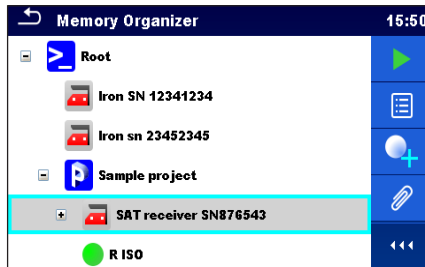 Memory Organizer 15:50
Root
Iron SN 12341234
Iron sn 23452345
Sample project
SAT receiver SN876543
R ISO